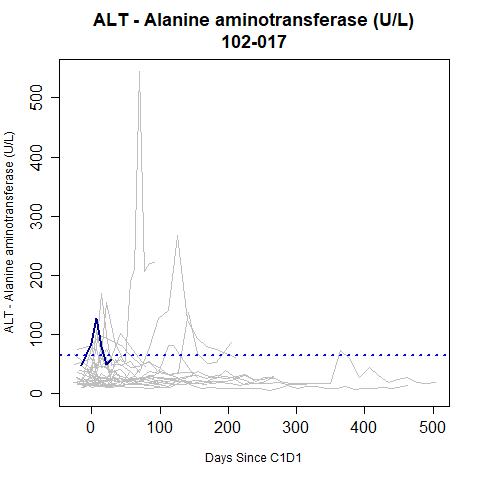 ALT - Alanine aminotransferase (U/L)
102-017
ALT - Alanine aminotransferase (U/L)
500
400
300
200
100
0
0 100 200 300 400 500
Days Since C1D1